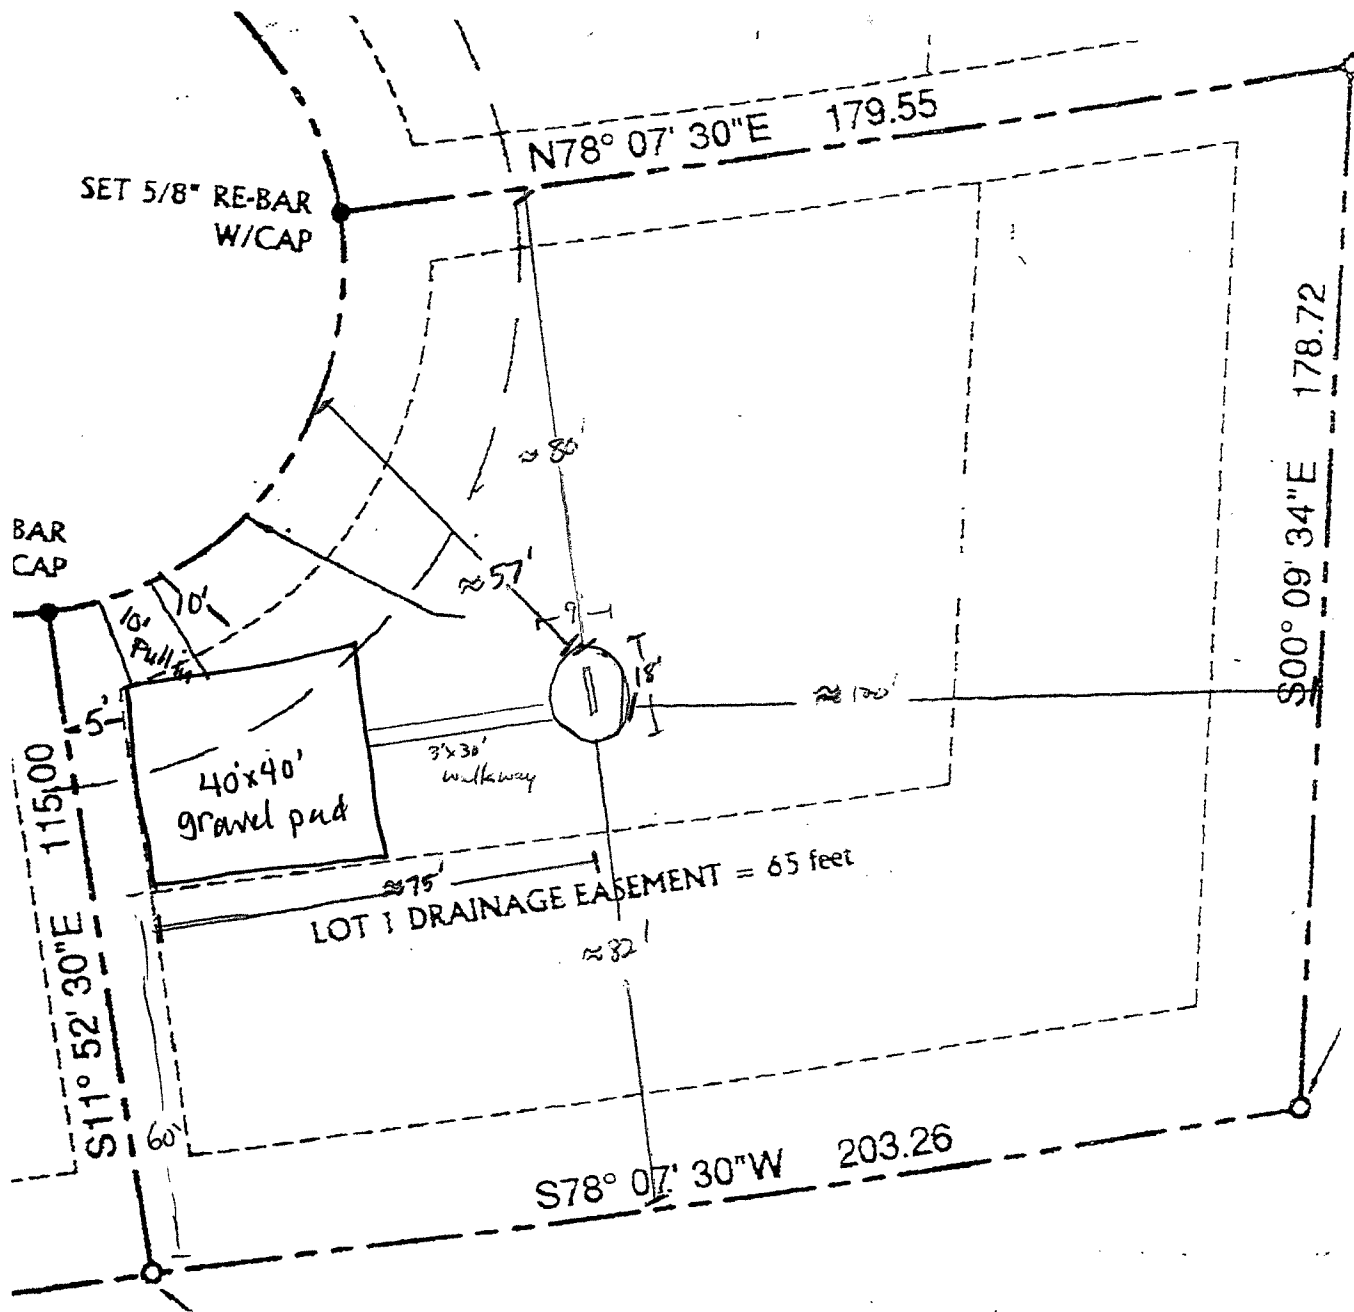 N78° 07' 30"E 179.55
SET 5/8" RE-BAR
W/CAP
S00° 09' 34"E 178.72
≈ 80'
BAR
CAP
≈ 57'
9'
10'
10'
Pull in
18'
≈ 100'
5'
3'x30'
walkway
40'x40'
gravel pad
≈75'
LOT 1 DRAINAGE EASEMENT = 65 feet
≈82'
S11° 52' 30"E 115.00
60'
S78° 07' 30"W 203.26